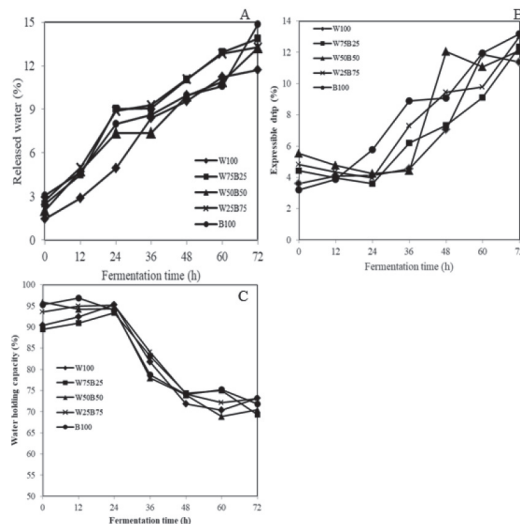 A
Released water (%)
15
12
9
6
3
0
W100
W75B25
W50B50
W25B75
B100
0 12 24 36 48 60 72
Fermentation time (h)
B
Expressible drip (%)
14
12
10
8
6
4
2
0
W100
W75B25
W50B50
W25B75
B100
0 12 24 36 48 60 72
Fermentation time (h)
C
Water holding capacity (%)
100
95
90
85
80
75
70
65
60
55
50
W100
W75B25
W50B50
W25B75
B100
0 12 24 36 48 60 72
Fermentation time (h)